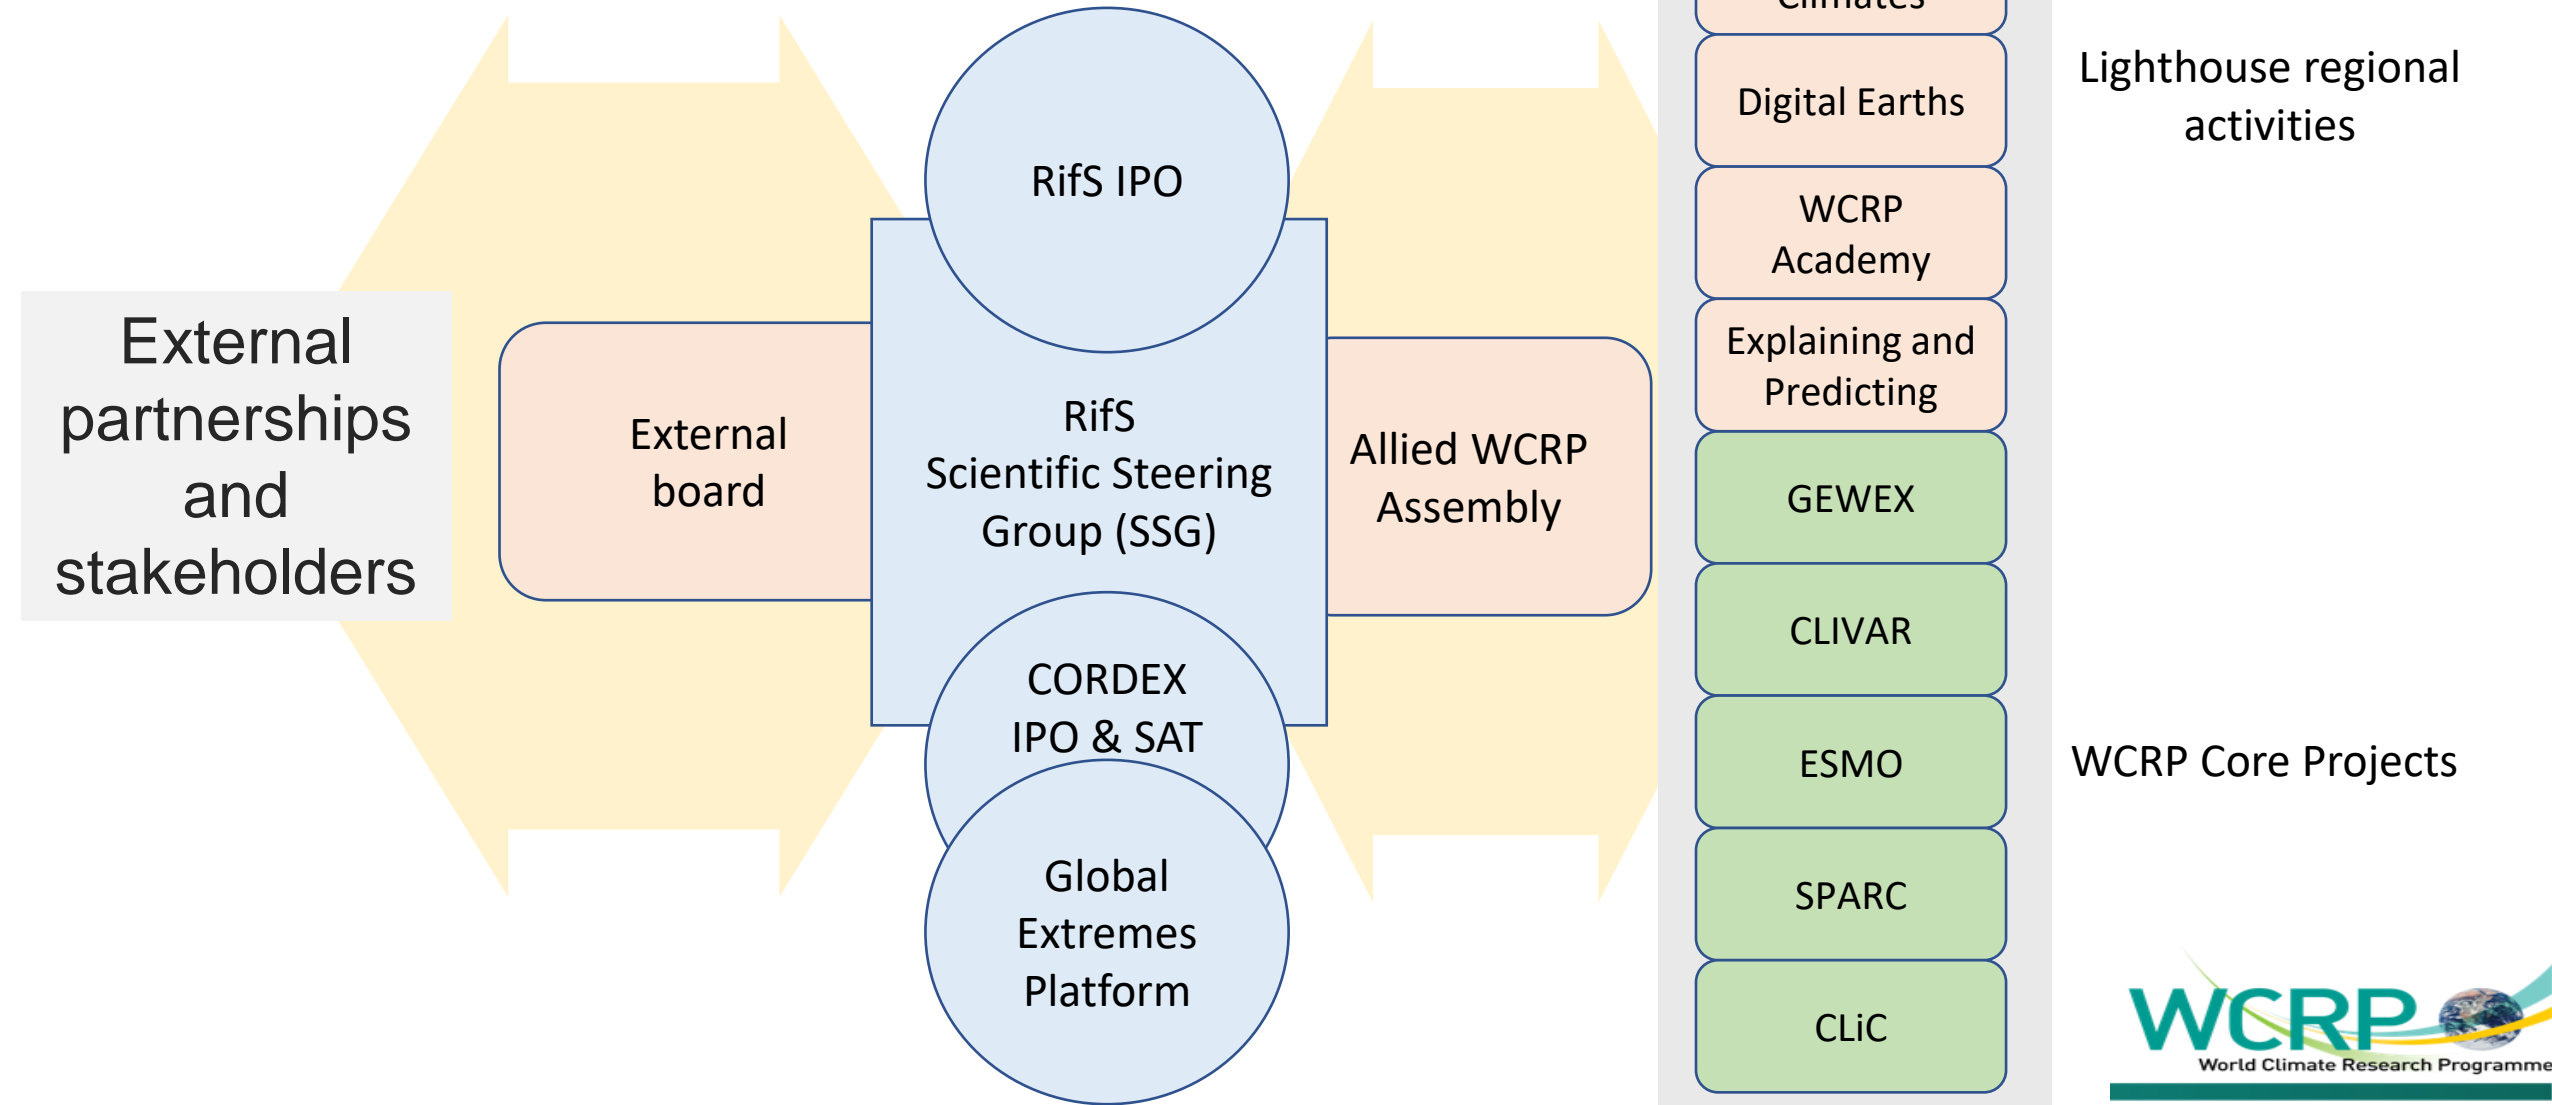 Climates
Digital Earths
WCRP
Academy
Explaining and
Predicting
GEWEX
CLIVAR
ESMO
SPARC
CLiC
Lighthouse regional
activities
WCRP Core Projects
External
partnerships
and
stakeholders
External
board
RifS IPO
RifS
Scientific Steering
Group (SSG)
CORDEX
IPO & SAT
Global
Extremes
Platform
Allied WCRP
Assembly
WCRP
World Climate Research Programme